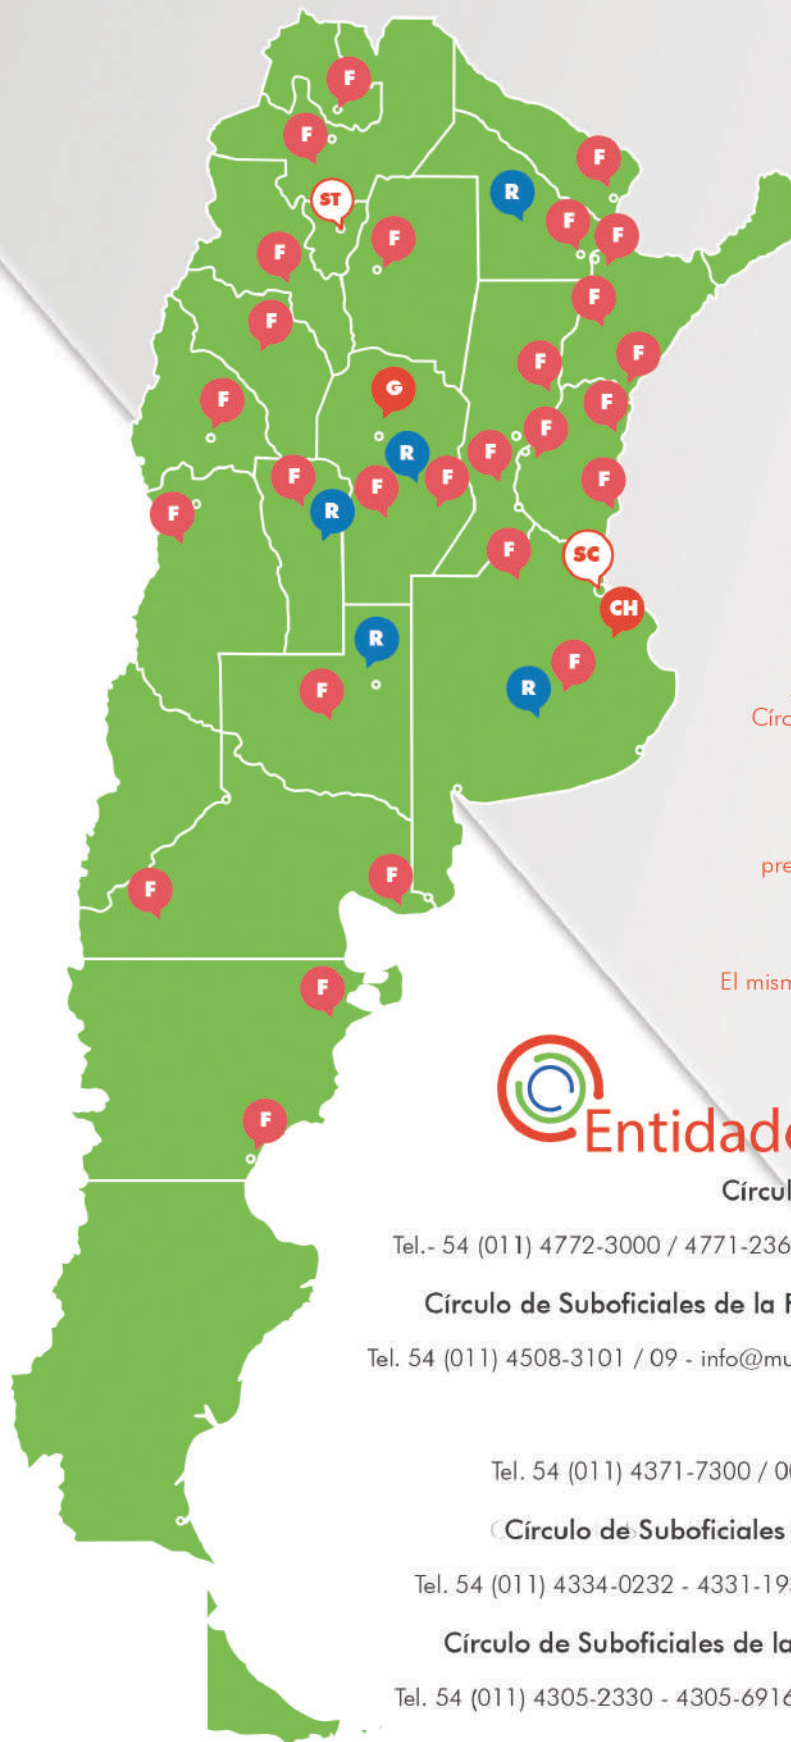 F
F
F
ST
R
F
F
F
F
F
F
F
F
G
F
F
F
F
R
F
F
F
F
F
R
F
F
SC
CH
R
F
F
R
F
F
F
F
Círc
pre
El mism
Entidade
Círcul
Tel.- 54 (011) 4772-3000 / 4771-236
Círculo de Suboficiales de la F
Tel. 54 (011) 4508-3101 / 09 - info@mu
Tel. 54 (011) 4371-7300 / 00
Círculo de Suboficiales
Tel. 54 (011) 4334-0232 - 4331-19
Círculo de Suboficiales de la
Tel. 54 (011) 4305-2330 - 4305-6916